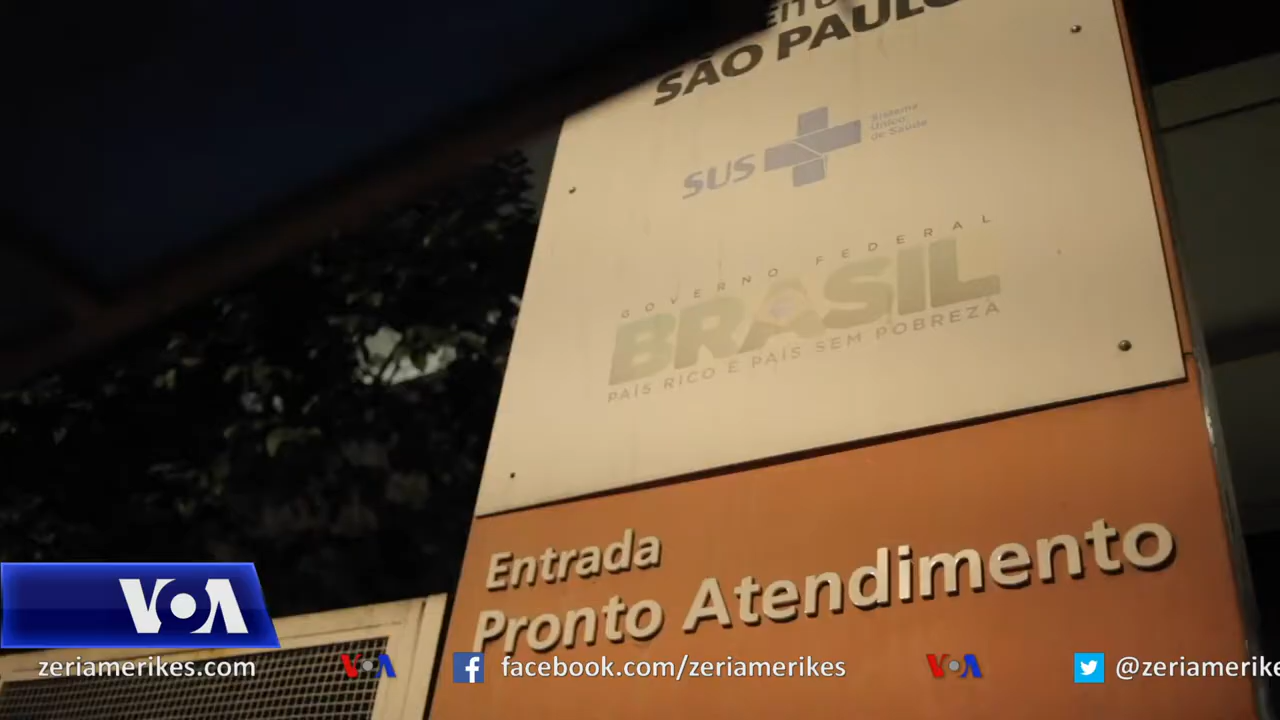 SÃO PAULO
SUS
Sistema
Único
de Saúde
GOVERNO FEDERAL
BRASIL
PAÍS RICO É PAÍS SEM POBREZA
Entrada
Pronto Atendimento
VOA
zeriamerikes.com
VOA
facebook.com/zeriamerikes
VOA
@zeriamerike